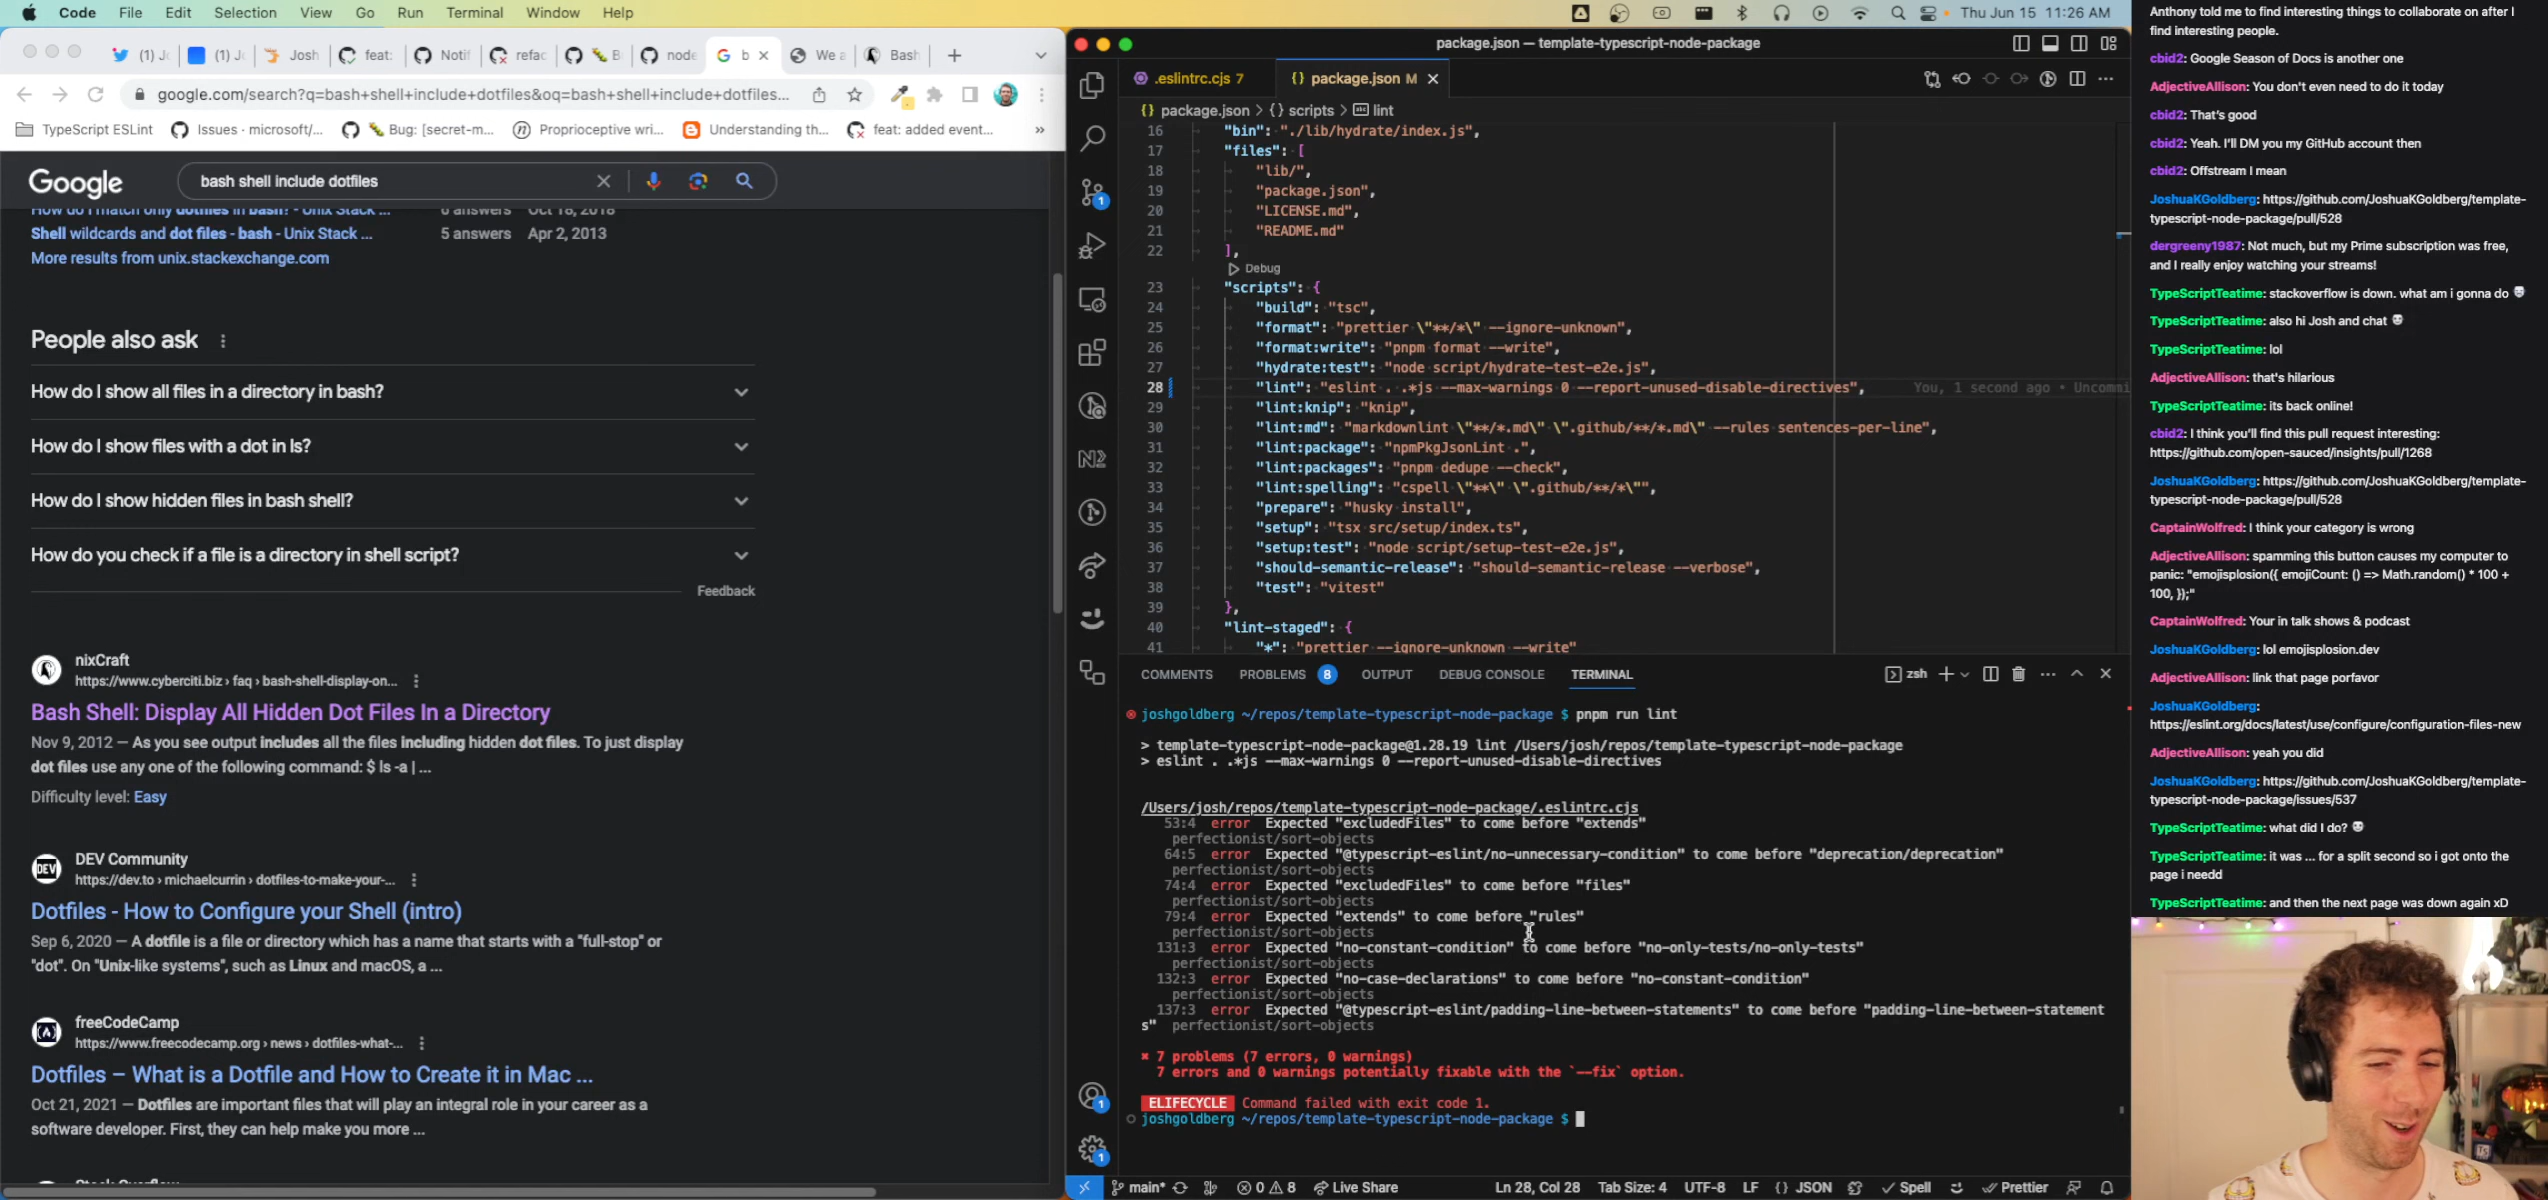 Code File Edit Selection View Go Run Terminal Window Help
Thu Jun 15 11:26 AM
(1) J (1) J Josh feat: Notif refac B node b We a Bash
google.com/search?q=bash+shell+include+dotfiles&oq=bash+shell+include+dotfiles...
TypeScript ESLint Issues · microsoft/... Bug: [secret-m... Proprioceptive wri... Understanding th... feat: added event... »
Google bash shell include dotfiles
How do I match only dotfiles in bash? - Unix Stack ... 6 answers Oct 18, 2018
Shell wildcards and dot files - bash - Unix Stack ... 5 answers Apr 2, 2013
More results from unix.stackexchange.com
People also ask
How do I show all files in a directory in bash?
How do I show files with a dot in ls?
How do I show hidden files in bash shell?
How do you check if a file is a directory in shell script?
Feedback
nixCraft
https://www.cyberciti.biz › faq › bash-shell-display-on...
Bash Shell: Display All Hidden Dot Files In a Directory
Nov 9, 2012 — As you see output includes all the files including hidden dot files. To just display
dot files use any one of the following command: $ ls -a | ...
Difficulty level: Easy
DEV Community
https://dev.to › michaelcurrin › dotfiles-to-make-your-...
Dotfiles - How to Configure your Shell (intro)
Sep 6, 2020 — A dotfile is a file or directory which has a name that starts with a "full-stop" or
"dot". On "Unix-like systems", such as Linux and macOS, a ...
freeCodeCamp
https://www.freecodecamp.org › news › dotfiles-what-...
Dotfiles – What is a Dotfile and How to Create it in Mac ...
Oct 21, 2021 — Dotfiles are important files that will play an integral role in your career as a
software developer. First, they can help make you more ...
package.json — template-typescript-node-package
.eslintrc.cjs 7 {} package.json M
{} package.json > {} scripts > lint
16 "bin": "./lib/hydrate/index.js",
17 "files": [
18 "lib/",
19 "package.json",
20 "LICENSE.md",
21 "README.md"
22 ],
Debug
23 "scripts": {
24 "build": "tsc",
25 "format": "prettier \"**/*\" --ignore-unknown",
26 "format:write": "pnpm format --write",
27 "hydrate:test": "node script/hydrate-test-e2e.js",
28 "lint": "eslint . .*js --max-warnings 0 --report-unused-disable-directives", You, 1 second ago • Uncommi
29 "lint:knip": "knip",
30 "lint:md": "markdownlint \"**/*.md\" \".github/**/*.md\" --rules sentences-per-line",
31 "lint:package": "npmPkgJsonLint .",
32 "lint:packages": "pnpm dedupe --check",
33 "lint:spelling": "cspell \"**\" \".github/**/*\"",
34 "prepare": "husky install",
35 "setup": "tsx src/setup/index.ts",
36 "setup:test": "node script/setup-test-e2e.js",
37 "should-semantic-release": "should-semantic-release --verbose",
38 "test": "vitest"
39 },
40 "lint-staged": {
41 "*": "prettier --ignore-unknown --write"
COMMENTS PROBLEMS 8 OUTPUT DEBUG CONSOLE TERMINAL zsh
joshgoldberg ~/repos/template-typescript-node-package $ pnpm run lint
> template-typescript-node-package@1.28.19 lint /Users/josh/repos/template-typescript-node-package
> eslint . .*js --max-warnings 0 --report-unused-disable-directives
/Users/josh/repos/template-typescript-node-package/.eslintrc.cjs
53:4 error Expected "excludedFiles" to come before "extends"
perfectionist/sort-objects
64:5 error Expected "@typescript-eslint/no-unnecessary-condition" to come before "deprecation/deprecation"
perfectionist/sort-objects
74:4 error Expected "excludedFiles" to come before "files"
perfectionist/sort-objects
79:4 error Expected "extends" to come before "rules"
perfectionist/sort-objects
131:3 error Expected "no-constant-condition" to come before "no-only-tests/no-only-tests"
perfectionist/sort-objects
132:3 error Expected "no-case-declarations" to come before "no-constant-condition"
perfectionist/sort-objects
137:3 error Expected "@typescript-eslint/padding-line-between-statements" to come before "padding-line-between-statement
s" perfectionist/sort-objects
✖ 7 problems (7 errors, 0 warnings)
7 errors and 0 warnings potentially fixable with the `--fix` option.
ELIFECYCLE Command failed with exit code 1.
joshgoldberg ~/repos/template-typescript-node-package $
main* 0 8 Live Share Ln 28, Col 28 Tab Size: 4 UTF-8 LF {} JSON Spell Prettier
Anthony told me to find interesting things to collaborate on after I
find interesting people.
cbid2: Google Season of Docs is another one
AdjectiveAllison: You don't even need to do it today
cbid2: That's good
cbid2: Yeah. I'll DM you my GitHub account then
cbid2: Offstream I mean
JoshuaKGoldberg: https://github.com/JoshuaKGoldberg/template-
typescript-node-package/pull/528
dergreeny1987: Not much, but my Prime subscription was free,
and I really enjoy watching your streams!
TypeScriptTeatime: stackoverflow is down. what am i gonna do
TypeScriptTeatime: also hi Josh and chat
TypeScriptTeatime: lol
AdjectiveAllison: that's hilarious
TypeScriptTeatime: its back online!
cbid2: I think you'll find this pull request interesting:
https://github.com/open-sauced/insights/pull/1268
JoshuaKGoldberg: https://github.com/JoshuaKGoldberg/template-
typescript-node-package/pull/528
CaptainWolfred: I think your category is wrong
AdjectiveAllison: spamming this button causes my computer to
panic: "emojisplosion({ emojiCount: () => Math.random() * 100 +
100, });"
CaptainWolfred: Your in talk shows & podcast
JoshuaKGoldberg: lol emojisplosion.dev
AdjectiveAllison: link that page porfavor
JoshuaKGoldberg:
https://eslint.org/docs/latest/use/configure/configuration-files-new
AdjectiveAllison: yeah you did
JoshuaKGoldberg: https://github.com/JoshuaKGoldberg/template-
typescript-node-package/issues/537
TypeScriptTeatime: what did I do?
TypeScriptTeatime: it was ... for a split second so i got onto the
page i needd
TypeScriptTeatime: and then the next page was down again xD